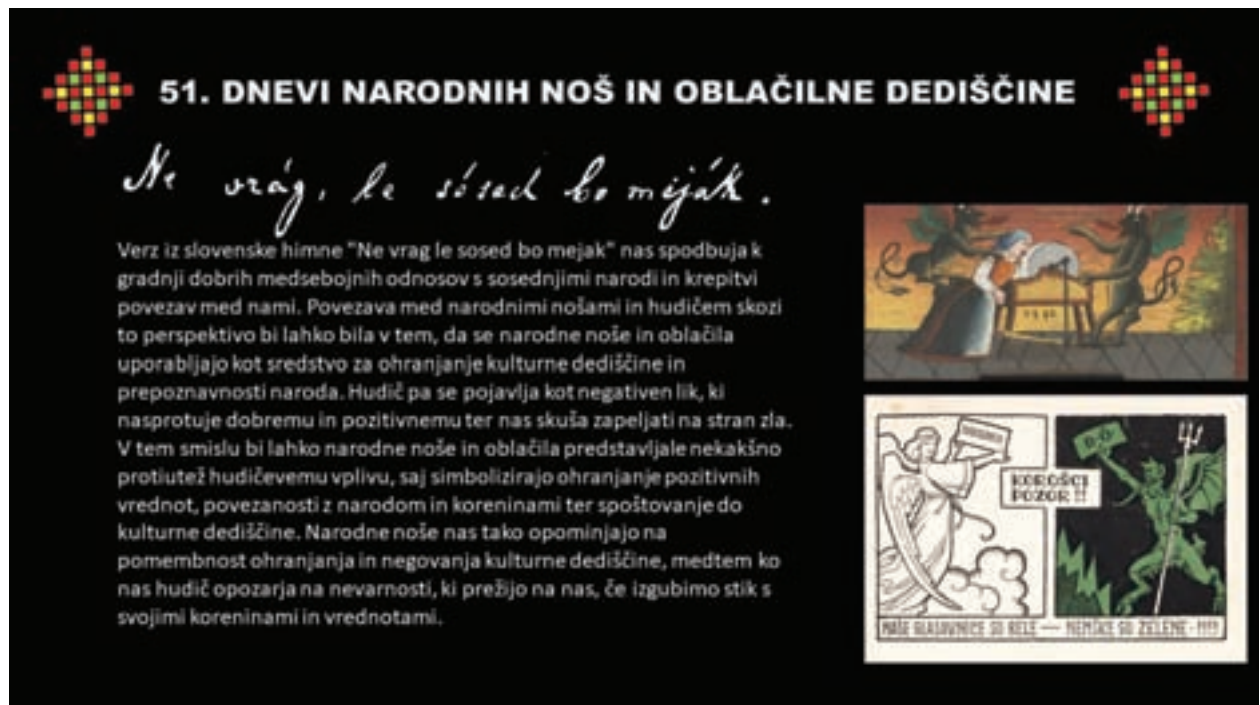 51. DNEVI NARODNIH NOŠ IN OBLAČILNE DEDIŠČINE
Ne vrág, le sósed bo meják.
Verz iz slovenske himne "Ne vrag le sosed bo mejak" nas spodbuja k
gradnji dobrih medsebojnih odnosov s sosednjimi narodi in krepitvi
povezav med nami. Povezava med narodnimi nošami in hudičem skozi
to perspektivo bi lahko bila v tem, da se narodne noše in oblačila
uporabljajo kot sredstvo za ohranjanje kulturne dediščine in
prepoznavnosti naroda. Hudič pa se pojavlja kot negativen lik, ki
nasprotuje dobremu in pozitivnemu ter nas skuša zapeljati na stran zla.
V tem smislu bi lahko narodne noše in oblačila predstavljale nekakšno
protiutež hudičevemu vplivu, saj simbolizirajo ohranjanje pozitivnih
vrednot, povezanosti z narodom in koreninami ter spoštovanje do
kulturne dediščine. Narodne noše nas tako opominjajo na
pomembnost ohranjanja in negovanja kulturne dediščine, medtem ko
nas hudič opozarja na nevarnosti, ki prežijo na nas, če izgubimo stik s
svojimi koreninami in vrednotami.
KOROŠCI
POZOR !!
NAŠE GLASOVNICE SO BELE — NEMŠKE SO ZELENE !!!!